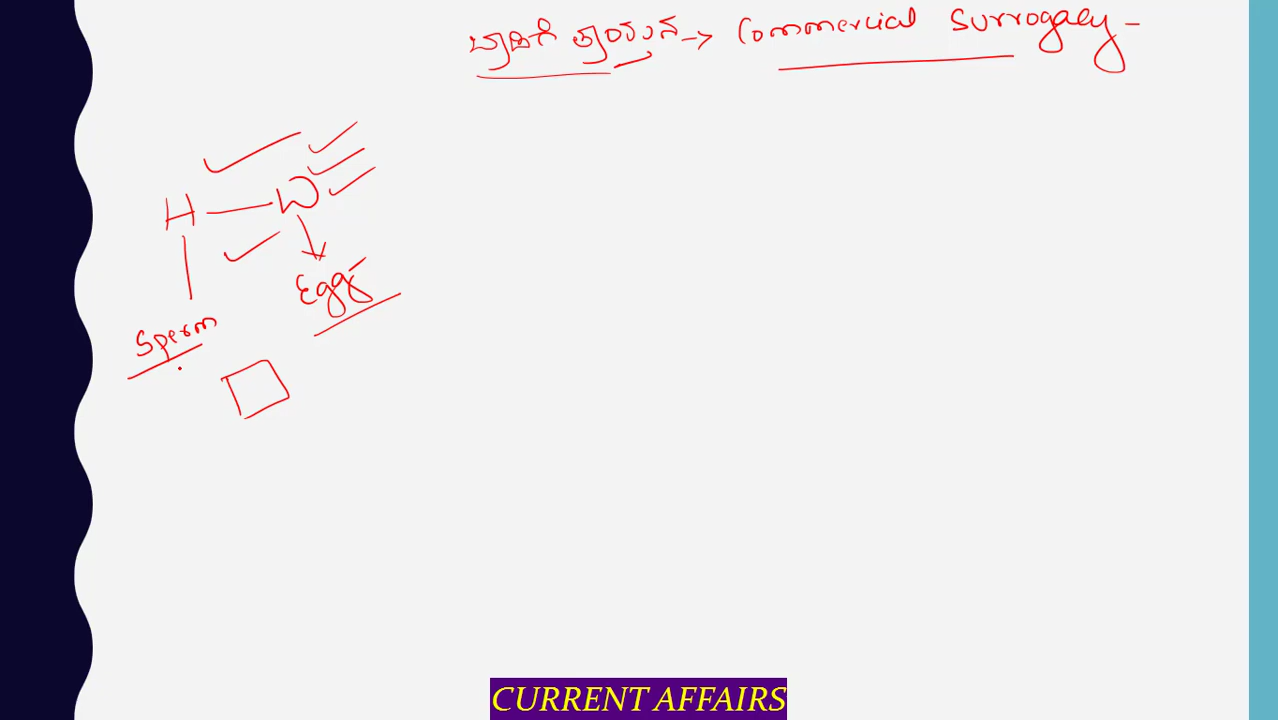 ಬಾಡಿಗೆ ತಾಯ್ತನ → Commercial Surrogacy -
H — W
Egg
Sperm
CURRENT AFFAIRS